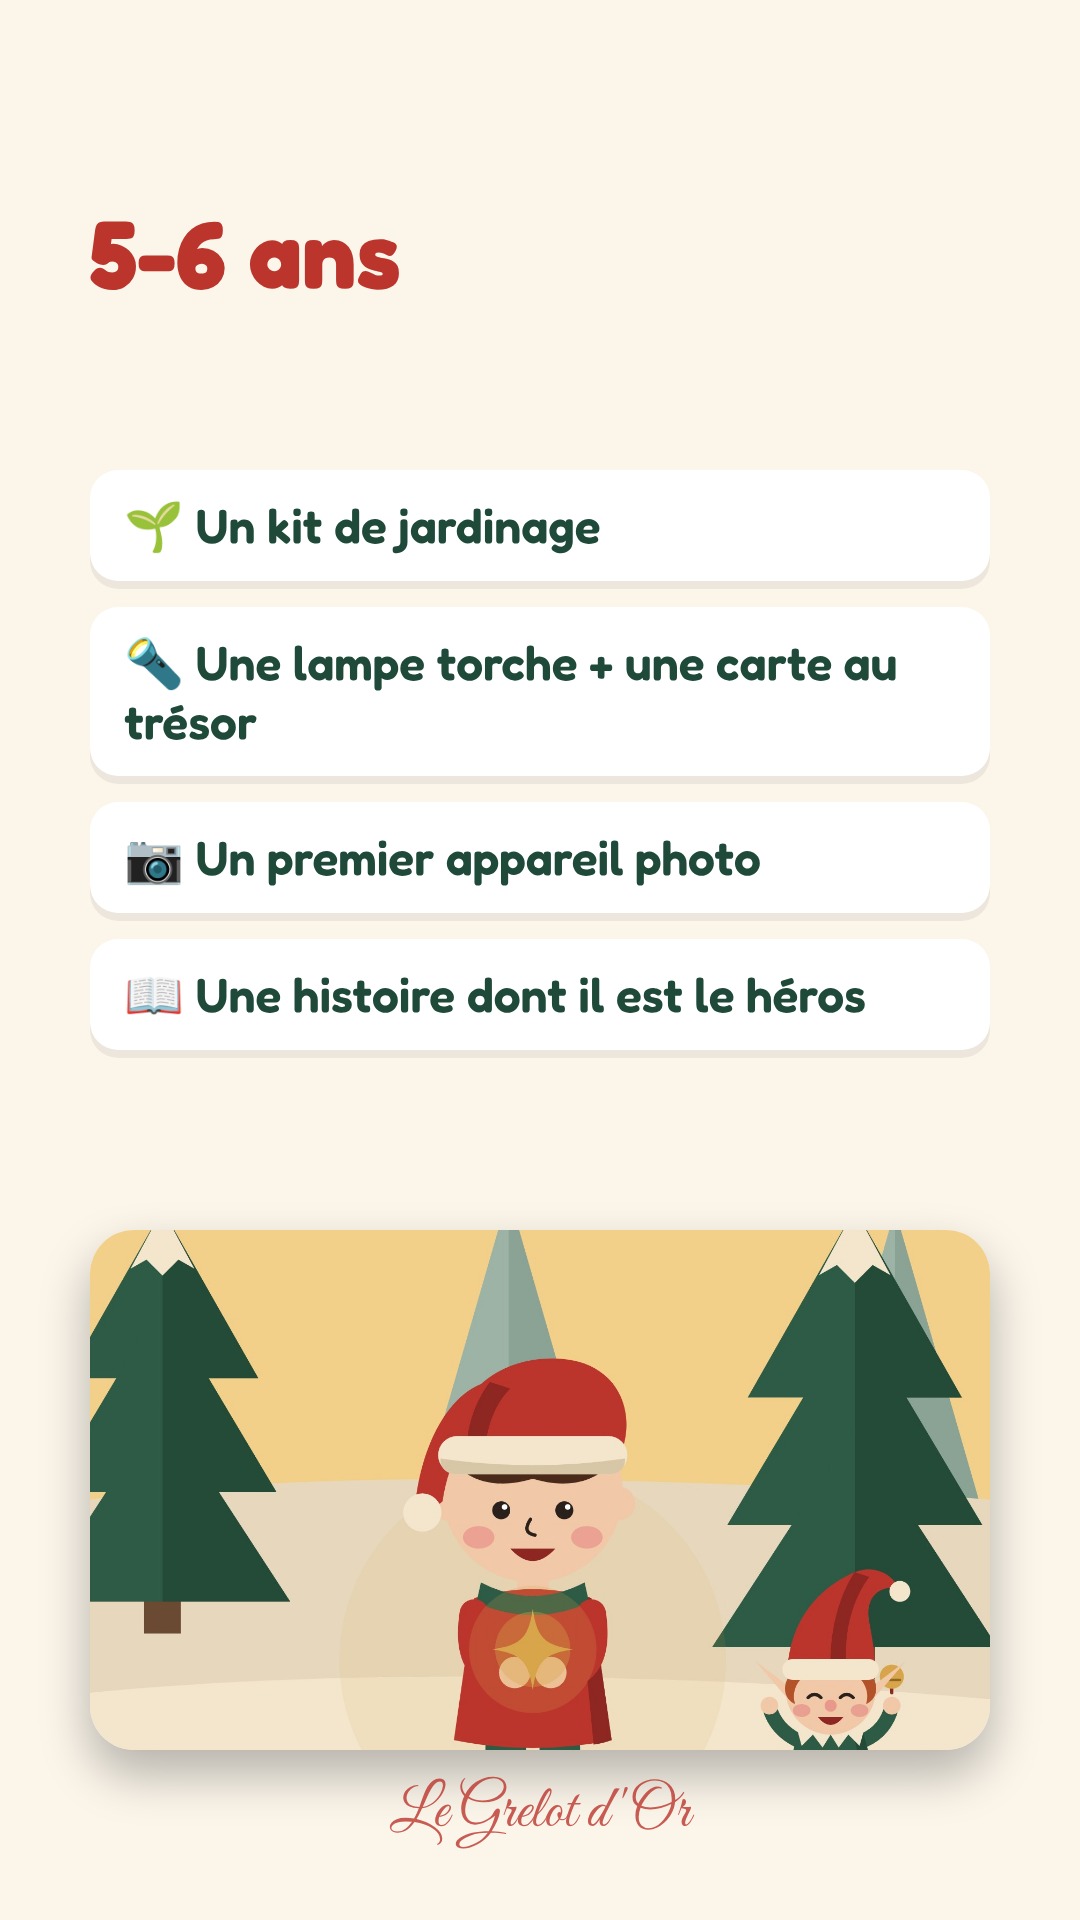 5-6 ans
🌱 Un kit de jardinage
🔦 Une lampe torche + une carte au
trésor
📷 Un premier appareil photo
📖 Une histoire dont il est le héros
Le Grelot d'Or